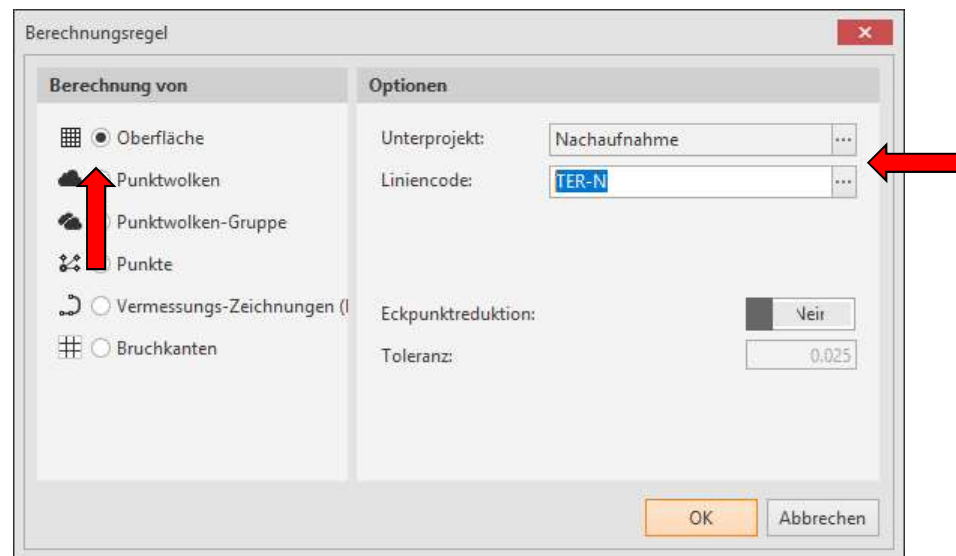 Berechnungsregel
Berechnung von
Oberfläche
Punktwolken
Punktwolken-Gruppe
Punkte
Vermessungs-Zeichnungen (
Bruchkanten
Optionen
Unterprojekt: Nachaufnahme ...
Liniencode: TER-N ...
Eckpunktreduktion:
Toleranz: 0.025
OK Abbrechen